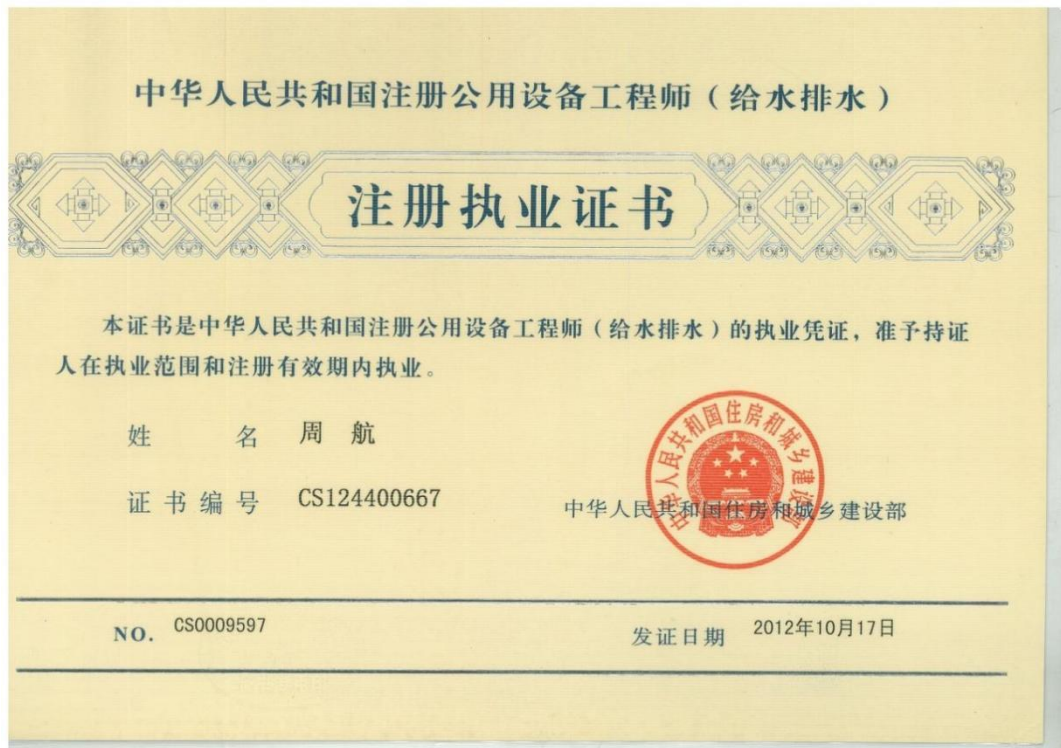 中华人民共和国注册公用设备工程师（给水排水）
注册执业证书
本证书是中华人民共和国注册公用设备工程师（给水排水）的执业凭证，准予持证
人在执业范围和注册有效期内执业。
姓 名 周 航
证书编号 CS124400667
中华人民共和国住房和城乡建设部
中华人民共和国住房和城乡建设部
NO. CS0009597
发证日期 2012年10月17日